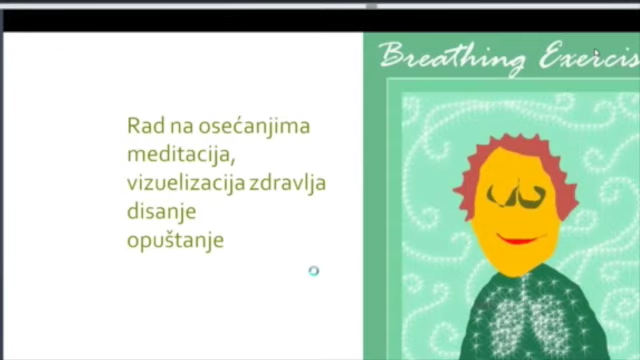 Breathing Exercis
Rad na osećanjima
meditacija,
vizuelizacija zdravlja
disanje
opuštanje